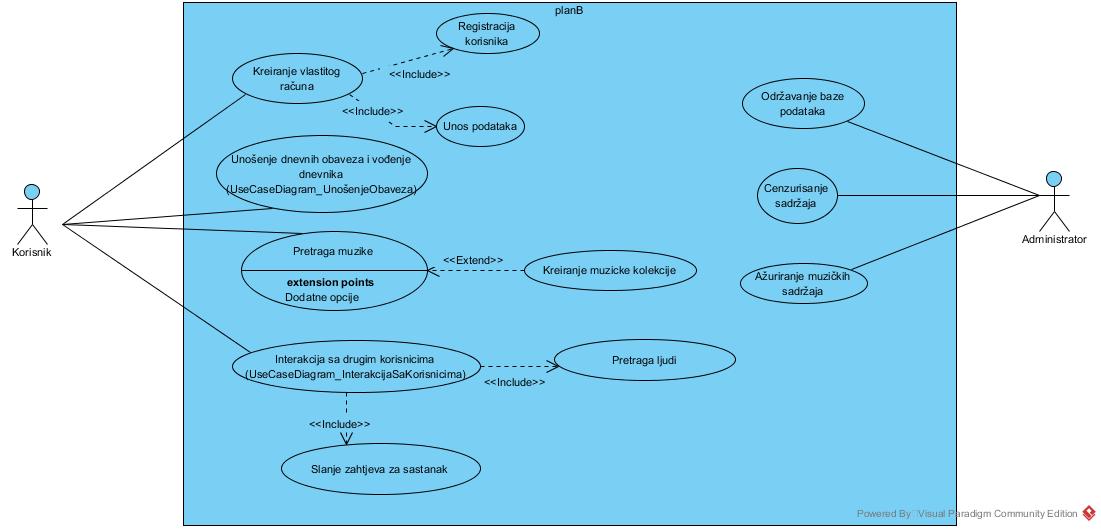 planB
Registracija
korisnika
<<Include>>
Kreiranje vlastitog
računa
<<Include>>
Unos podataka
Održavanje baze
podataka
Unošenje dnevnih obaveza i vođenje
dnevnika
(UseCaseDiagram_UnošenjeObaveza)
Cenzurisanje
sadržaja
Korisnik
Administrator
Pretraga muzike
extension points
Dodatne opcije
<<Extend>>
Kreiranje muzicke kolekcije
Ažuriranje muzičkih
sadržaja
Interakcija sa drugim korisnicima
(UseCaseDiagram_InterakcijaSaKorisnicima)
<<Include>>
Pretraga ljudi
<<Include>>
Slanje zahtjeva za sastanak
Powered By Visual Paradigm Community Edition